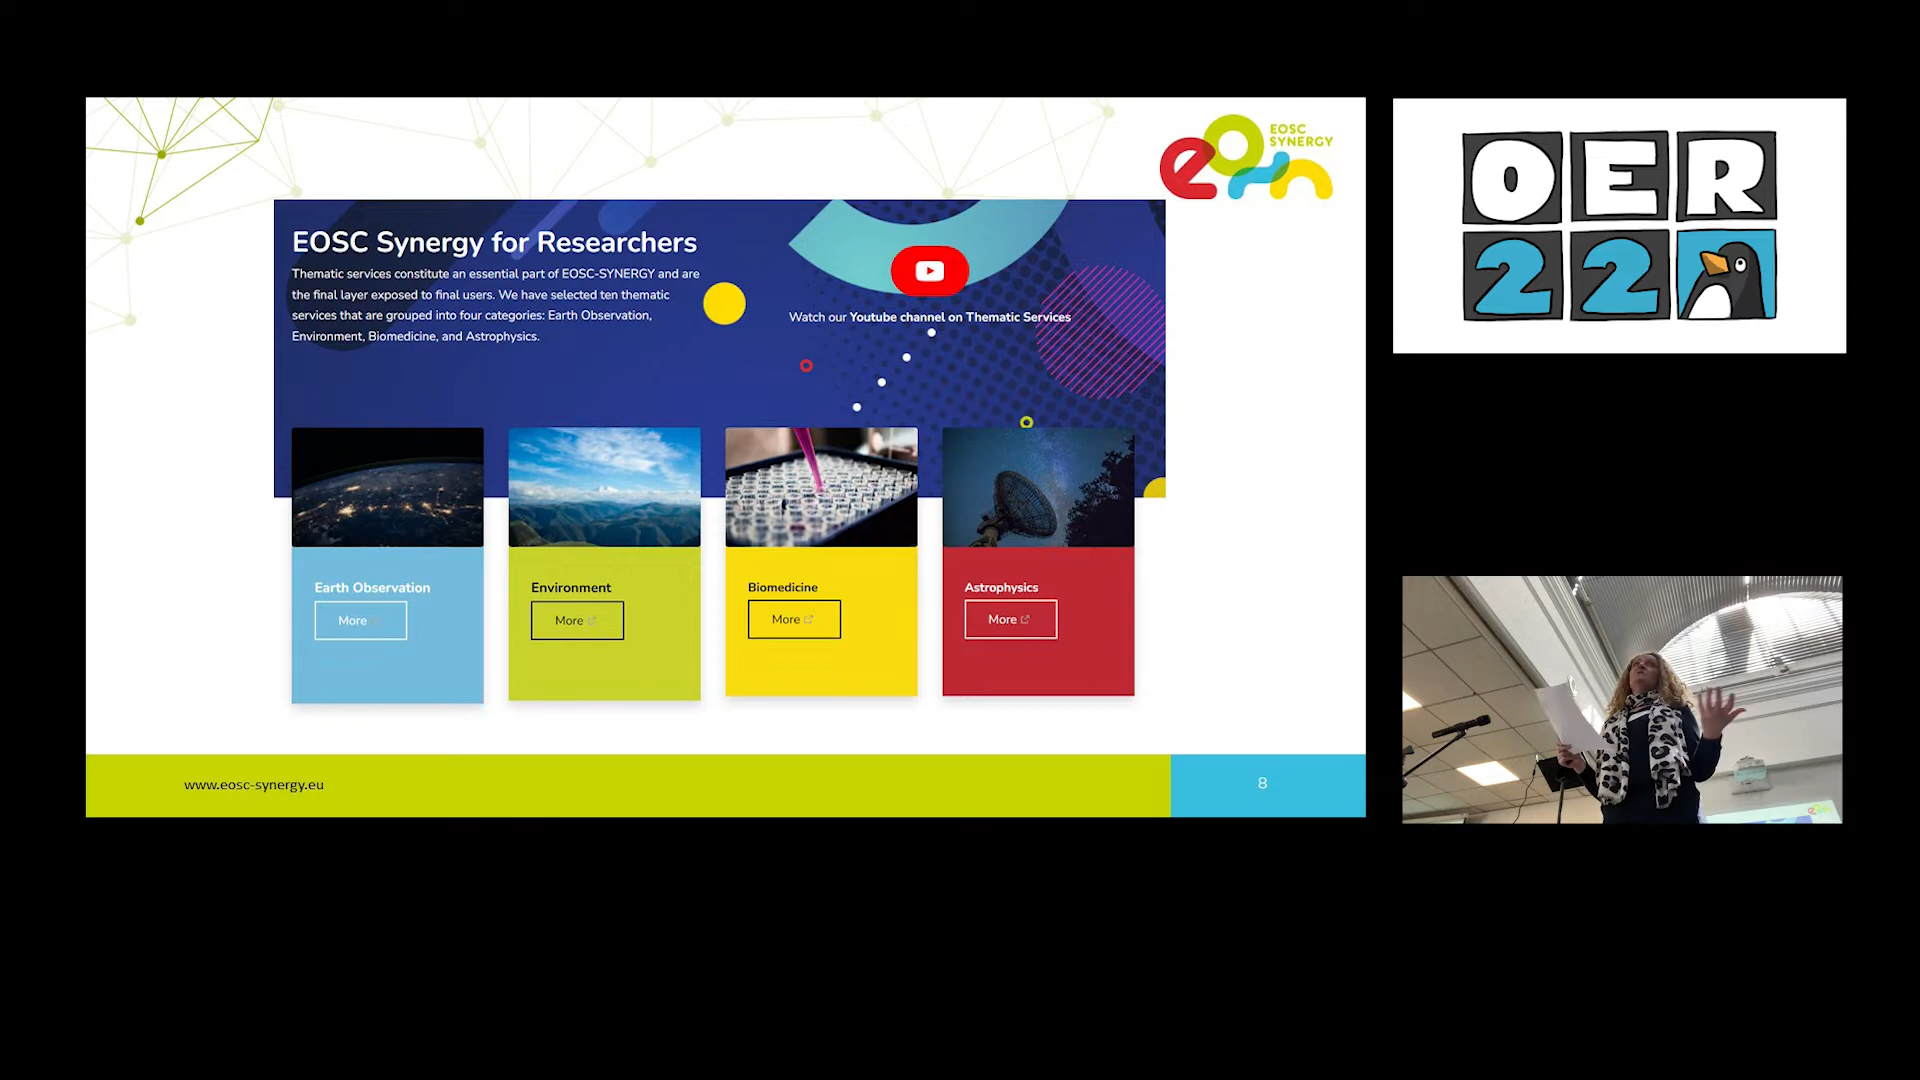 EOSC
SYNERGY
EOSC Synergy for Researchers
Thematic services constitute an essential part of EOSC-SYNERGY and are
the final layer exposed to final users. We have selected ten thematic
services that are grouped into four categories: Earth Observation,
Environment, Biomedicine, and Astrophysics.
Watch our Youtube channel on Thematic Services
Earth Observation
More
Environment
More
Biomedicine
More
Astrophysics
More
www.eosc-synergy.eu
8
OER
22